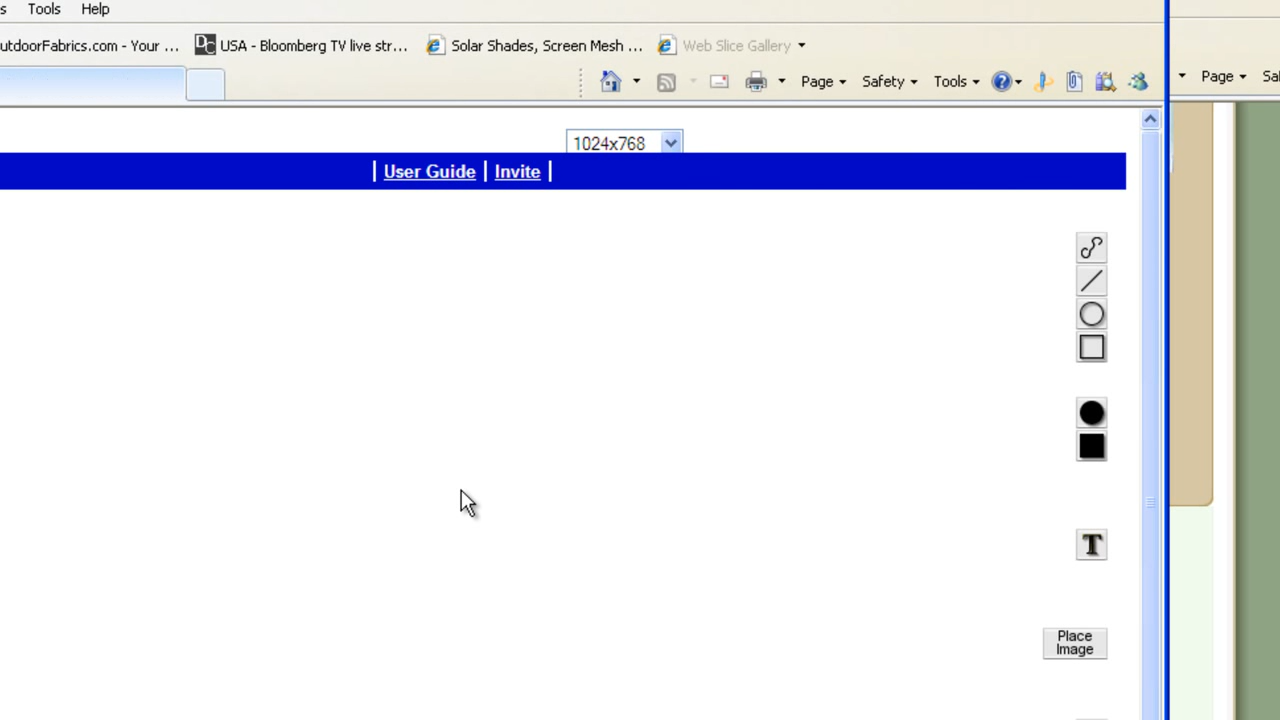 s Tools Help
utdoorFabrics.com - Your ... DC USA - Bloomberg TV live str... Solar Shades, Screen Mesh ... Web Slice Gallery
Page Safety Tools ? Page Sa
1024x768
| User Guide | Invite |
T
Place
Image